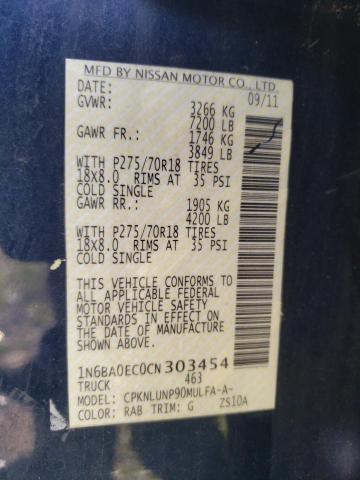 MFD BY NISSAN MOTOR CO., LTD.
DATE: 09/11
GVWR: 3266 KG
7200 LB
GAWR FR.: 1746 KG
3849 LB
WITH P275/70R18 TIRES
18X8.0 RIMS AT 35 PSI
COLD SINGLE
GAWR RR.: 1905 KG
4200 LB
WITH P275/70R18 TIRES
18X8.0 RIMS AT 35 PSI
COLD SINGLE
THIS VEHICLE CONFORMS TO
ALL APPLICABLE FEDERAL
MOTOR VEHICLE SAFETY
STANDARDS IN EFFECT ON
THE DATE OF MANUFACTURE
SHOWN ABOVE.
1N6BA0EC0CN303454
TRUCK 463
MODEL: CPKNLUNP90MULFA-A-
COLOR: RAB TRIM: G ZS10A